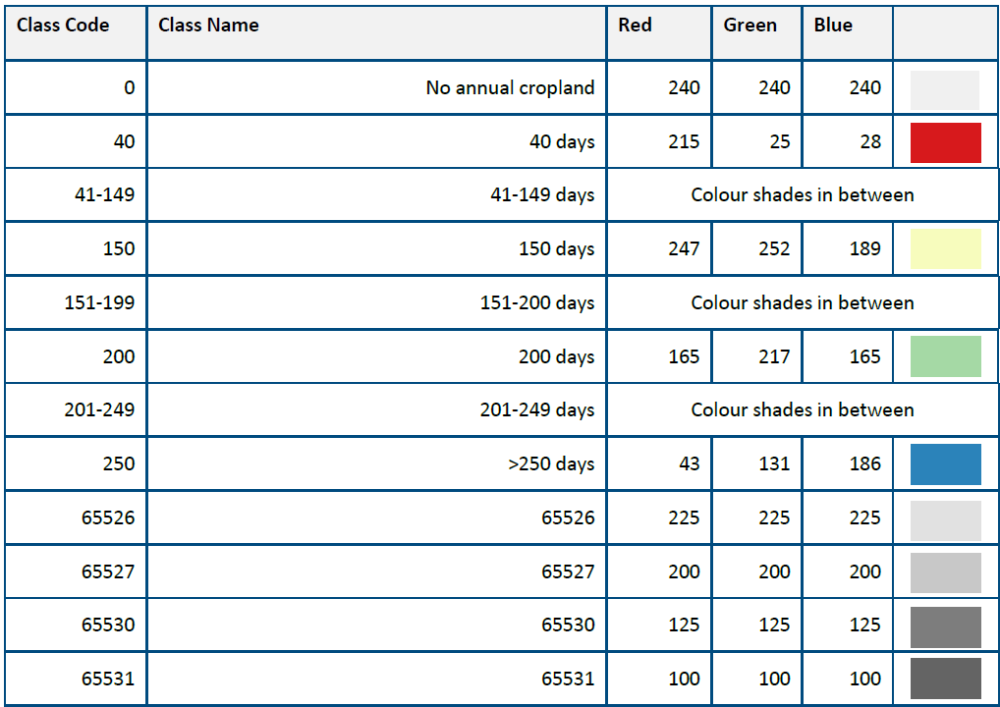 Class Code Class Name Red Green Blue
0 No annual cropland 240 240 240
40 40 days 215 25 28
41-149 41-149 days Colour shades in between
150 150 days 247 252 189
151-199 151-200 days Colour shades in between
200 200 days 165 217 165
201-249 201-249 days Colour shades in between
250 >250 days 43 131 186
65526 65526 225 225 225
65527 65527 200 200 200
65530 65530 125 125 125
65531 65531 100 100 100